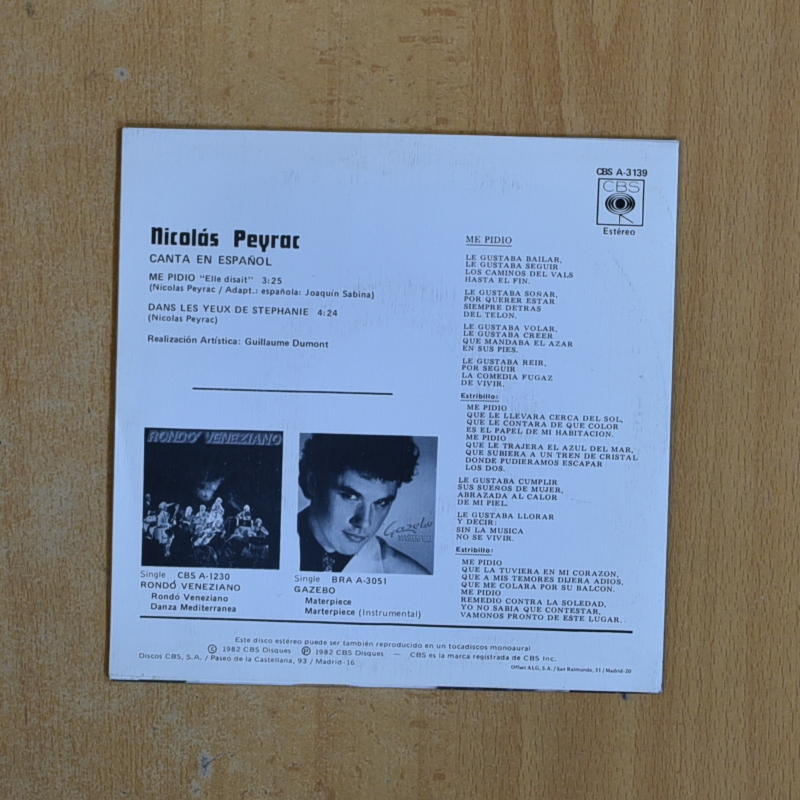 CBS A-3139
CBS
Estéreo
Nicolás Peyrac
CANTA EN ESPAÑOL
ME PIDIO "Elle disait" 3:25
(Nicolas Peyrac / Adapt.: española: Joaquín Sabina)
DANS LES YEUX DE STEPHANIE 4:24
(Nicolas Peyrac)
Realización Artística: Guillaume Dumont
RONDO' VENEZIANO
Single CBS A-1230
RONDÓ VENEZIANO
Rondó Veneziano
Danza Mediterranea
Gazebo
Single BRA A-3051
GAZEBO
Materpiece
Marterpiece (Instrumental)
ME PIDIO
LE GUSTABA BAILAR,
LE GUSTABA SEGUIR
LOS CAMINOS DEL VALS
HASTA EL FIN.
LE GUSTABA SOÑAR,
POR QUERER ESTAR
SIEMPRE DETRAS
DEL TELON.
LE GUSTABA VOLAR,
LE GUSTABA CREER
QUE MANDABA EL AZAR
EN SUS PIES.
LE GUSTABA REIR,
POR SEGUIR
LA COMEDIA FUGAZ
DE VIVIR.
Estribillo:
ME PIDIO
QUE LE LLEVARA CERCA DEL SOL,
QUE LE CONTARA DE QUE COLOR
ES EL PAPEL DE MI HABITACION.
ME PIDIO
QUE LE TRAJERA EL AZUL DEL MAR,
QUE SUBIERA A UN TREN DE CRISTAL
DONDE PUDIERAMOS ESCAPAR
LOS DOS.
LE GUSTABA CUMPLIR
SUS SUEÑOS DE MUJER,
ABRAZADA AL CALOR
DE MI PIEL.
LE GUSTABA LLORAR
Y DECIR:
SIN LA MUSICA
NO SE VIVIR.
Estribillo:
ME PIDIO
QUE LA TUVIERA EN MI CORAZON,
QUE A MIS TEMORES DIJERA ADIOS,
QUE ME COLARA POR SU BALCON.
ME PIDIO
REMEDIO CONTRA LA SOLEDAD,
YO NO SABIA QUE CONTESTAR,
VAMONOS PRONTO DE ESTE LUGAR.
Este disco estéreo puede ser también reproducido en un tocadiscos monoaural
© 1982 CBS Disques ℗ 1982 CBS Disques — CBS es la marca registrada de CBS Inc.
Discos CBS, S.A. / Paseo de la Castellana, 93 / Madrid-16
Offset A.L.G, S.A. / San Raimundo, 31 / Madrid-20